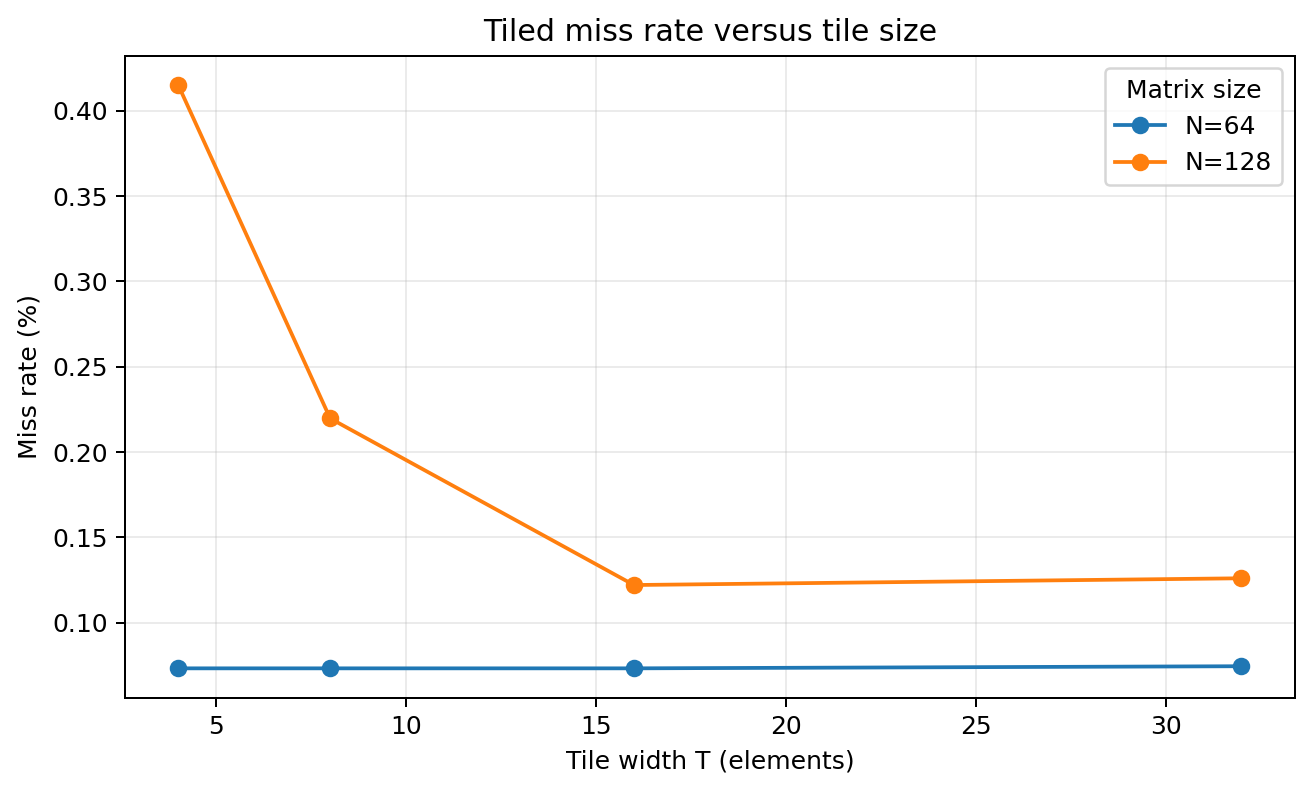 Tiled miss rate versus tile size
Matrix size
N=64
N=128
0.40
0.35
0.30
0.25
0.20
0.15
0.10
Miss rate (%)
5 10 15 20 25 30
Tile width T (elements)